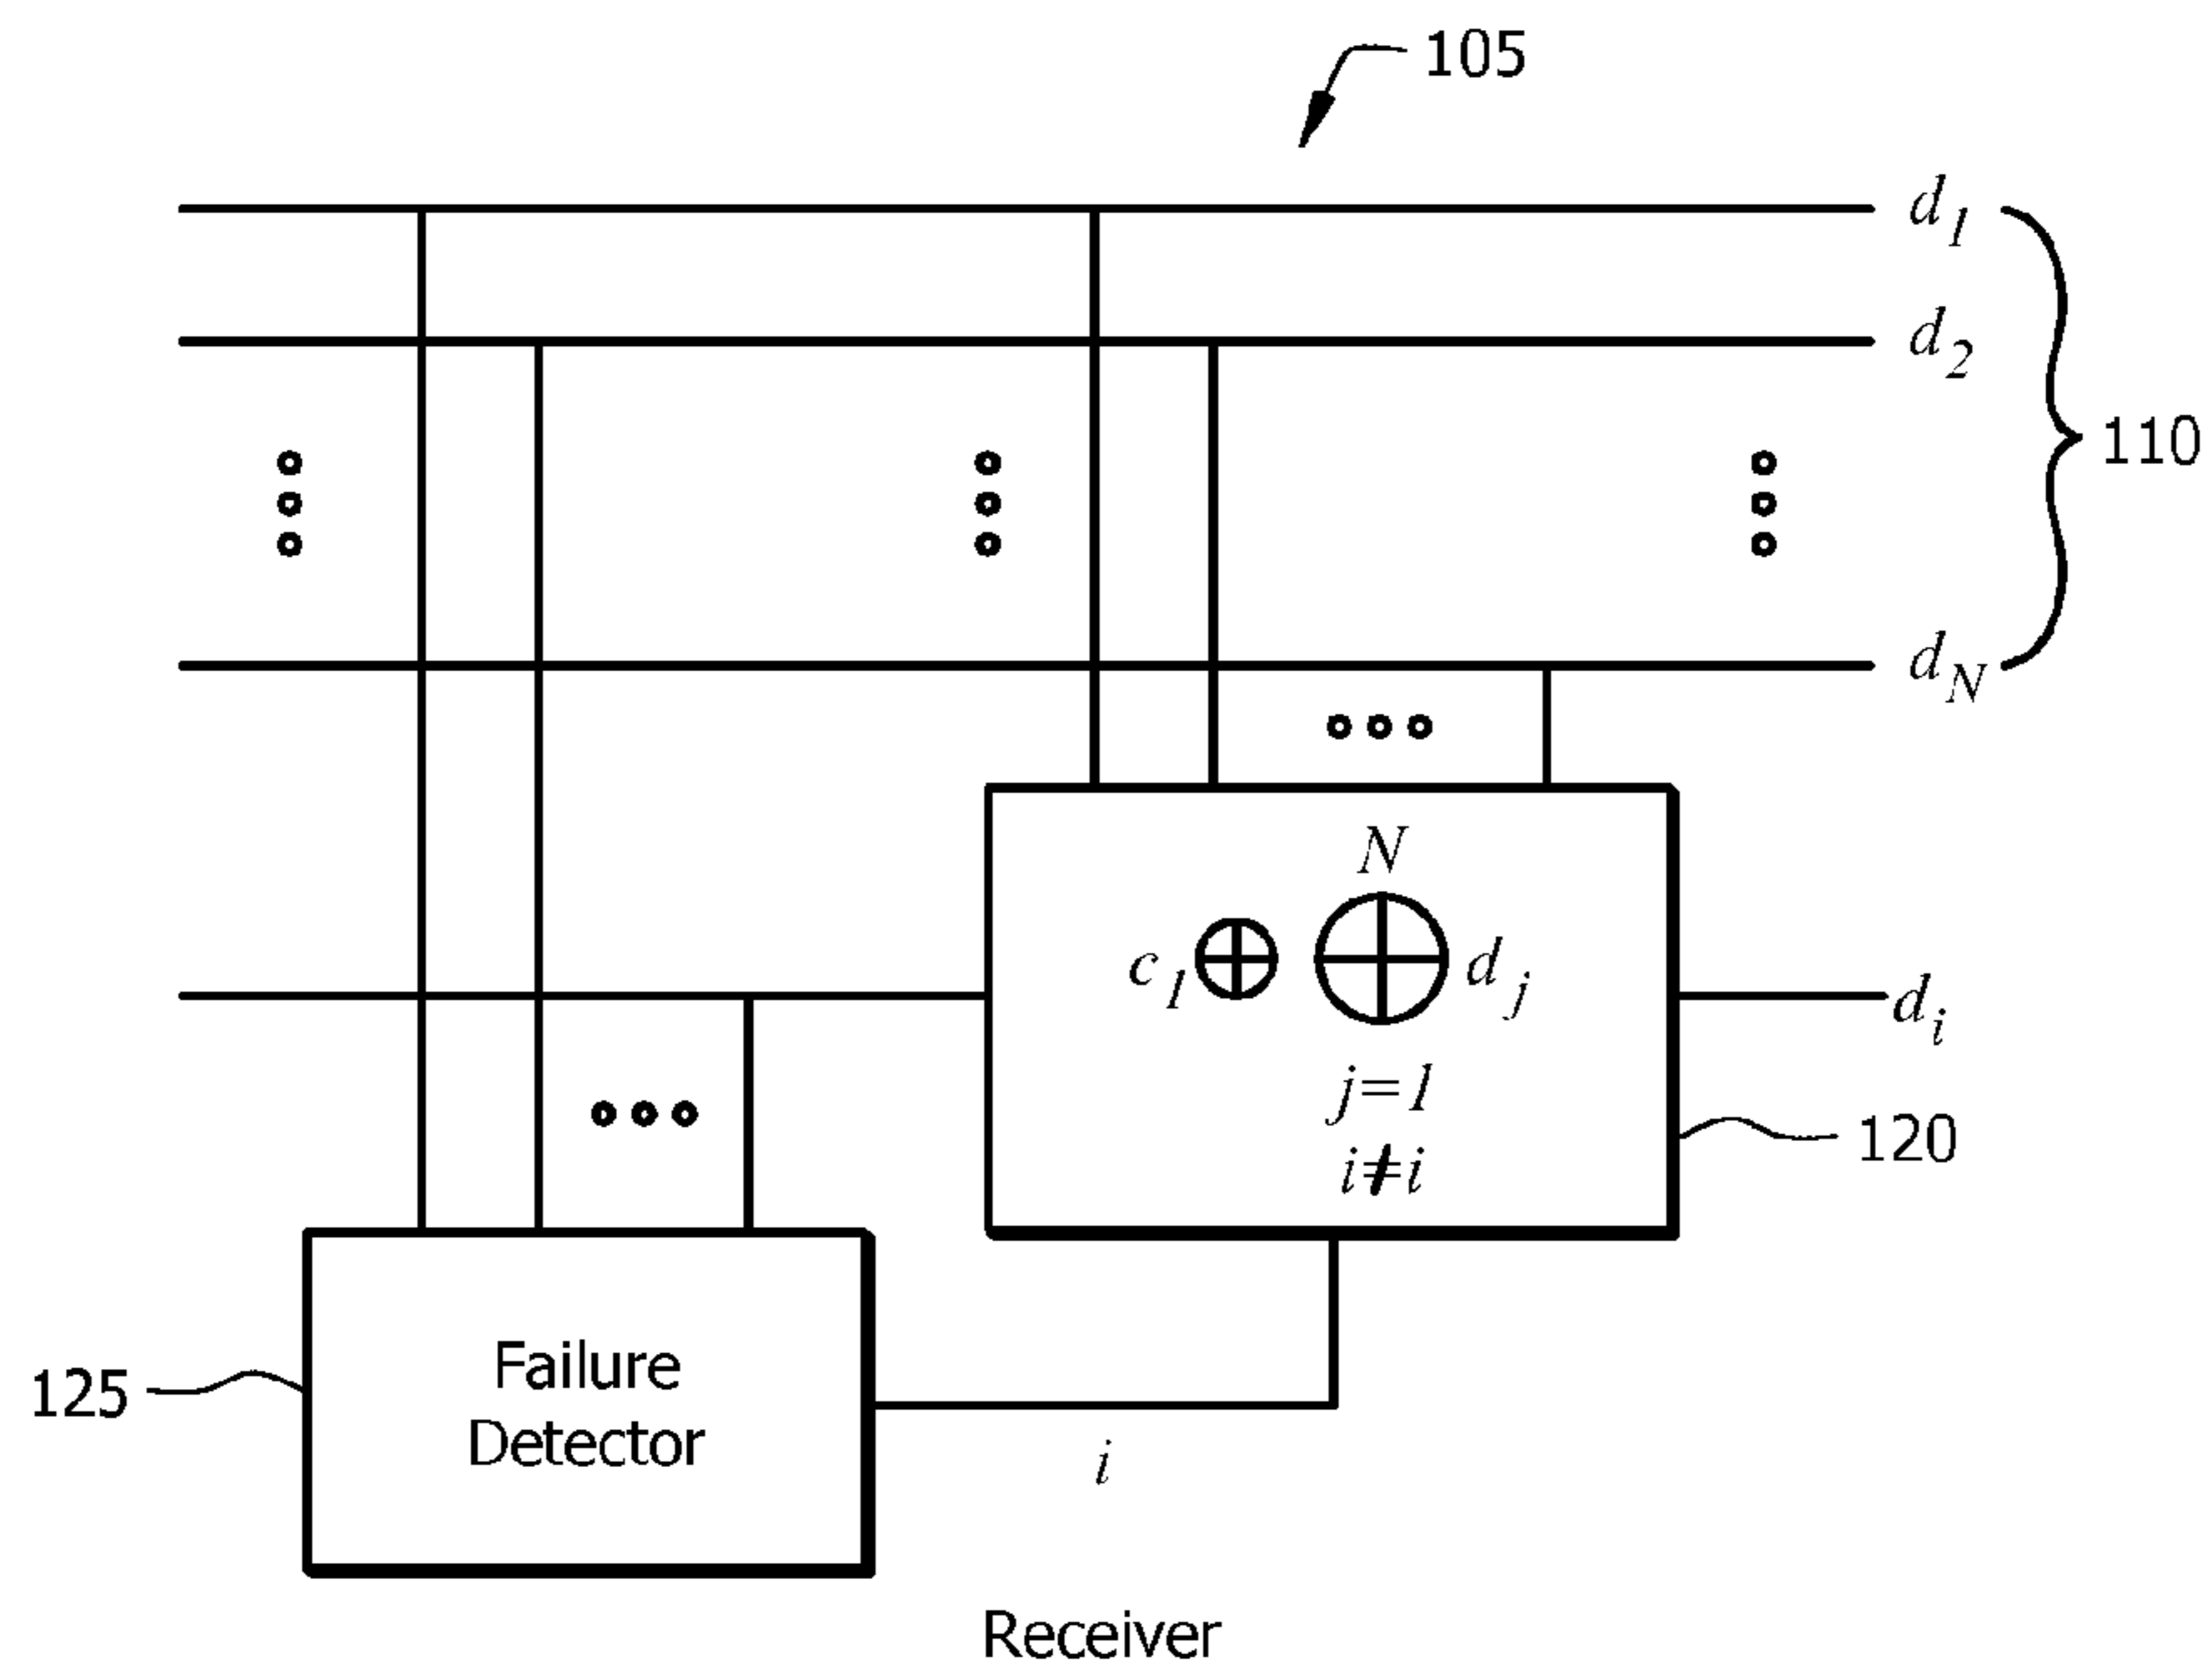 105
d1
d2
110
dN
N
c1 ⊕ ⊕ dj
j=1
i≠i
di
120
125
Failure
Detector
i
Receiver